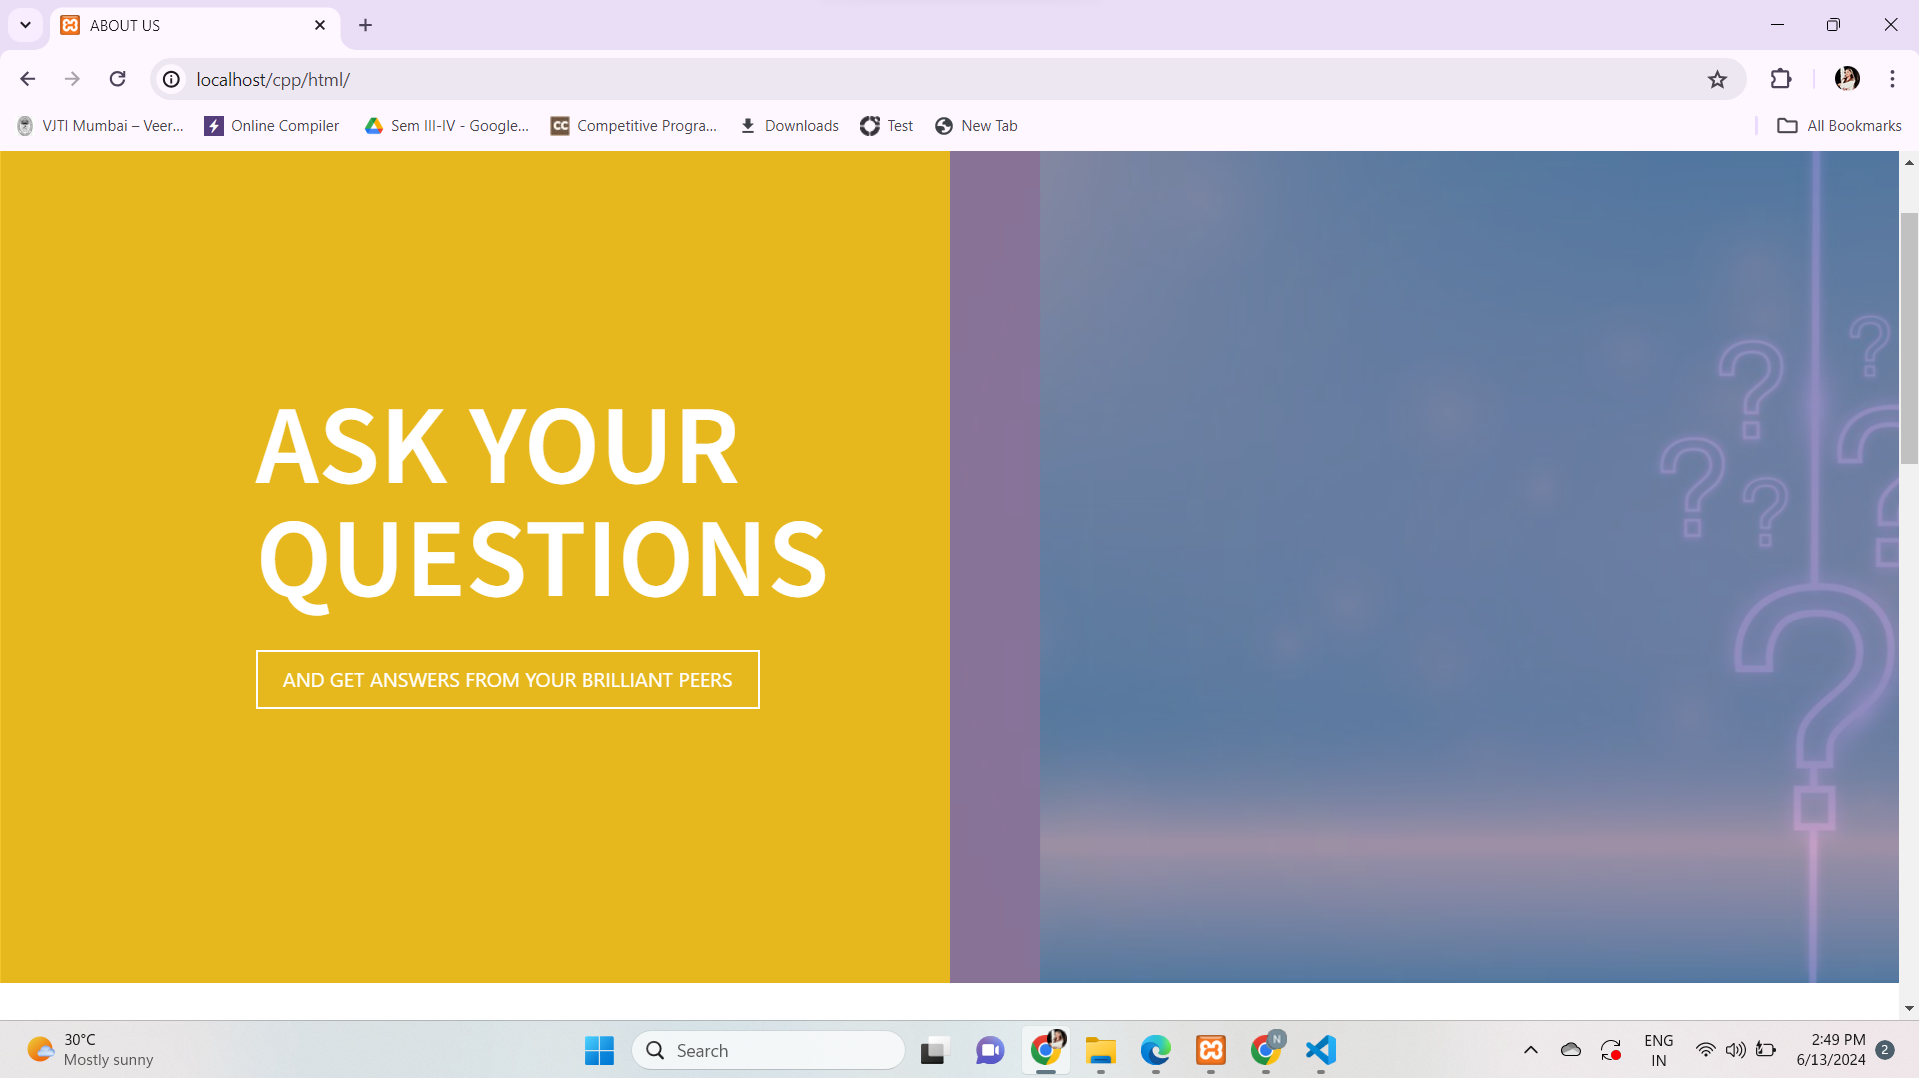 ABOUT US
localhost/cpp/html/
VJTI Mumbai – Veer...
Online Compiler
Sem III-IV - Google...
CC
Competitive Progra...
Downloads
Test
New Tab
All Bookmarks
ASK YOUR
QUESTIONS
AND GET ANSWERS FROM YOUR BRILLIANT PEERS
? ? ? ? ? ?
30°C
Mostly sunny
Search
N
ENG
IN
2:49 PM
6/13/2024
2